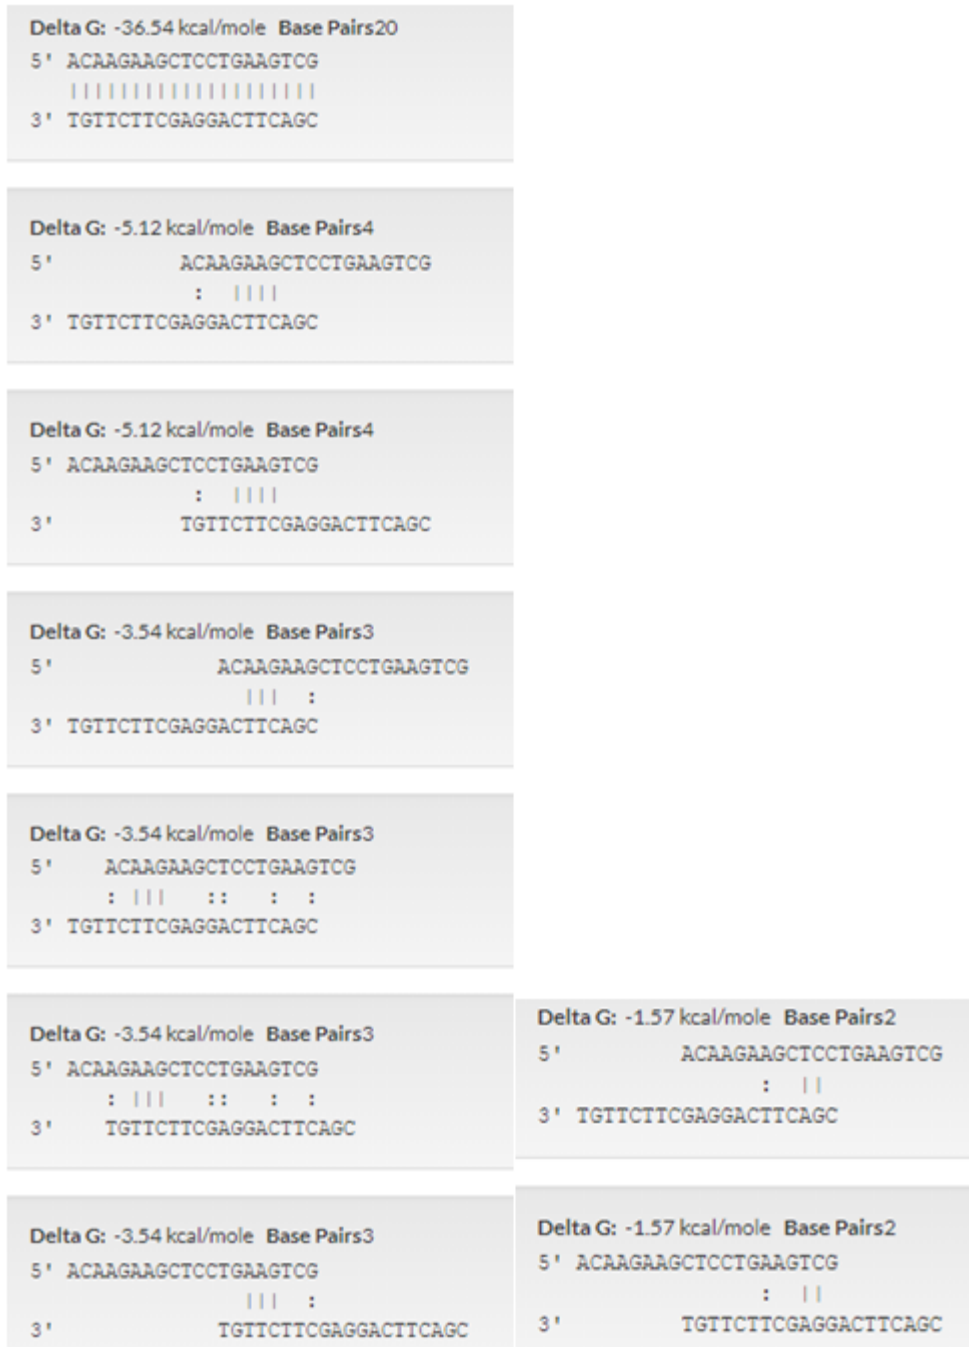 Delta G: -36.54 kcal/mole Base Pairs20
5' ACAAGAAGCTCCTGAAGTCG
||||||||||||||||||||
3' TGTTCTTCGAGGACTTCAGC
Delta G: -5.12 kcal/mole Base Pairs4
5' ACAAGAAGCTCCTGAAGTCG
: ||||
3' TGTTCTTCGAGGACTTCAGC
Delta G: -5.12 kcal/mole Base Pairs4
5' ACAAGAAGCTCCTGAAGTCG
: ||||
3' TGTTCTTCGAGGACTTCAGC
Delta G: -3.54 kcal/mole Base Pairs3
5' ACAAGAAGCTCCTGAAGTCG
||| :
3' TGTTCTTCGAGGACTTCAGC
Delta G: -3.54 kcal/mole Base Pairs3
5' ACAAGAAGCTCCTGAAGTCG
: ||| :: : :
3' TGTTCTTCGAGGACTTCAGC
Delta G: -3.54 kcal/mole Base Pairs3
5' ACAAGAAGCTCCTGAAGTCG
: ||| :: : :
3' TGTTCTTCGAGGACTTCAGC
Delta G: -3.54 kcal/mole Base Pairs3
5' ACAAGAAGCTCCTGAAGTCG
||| :
3' TGTTCTTCGAGGACTTCAGC
Delta G: -1.57 kcal/mole Base Pairs2
5' ACAAGAAGCTCCTGAAGTCG
: ||
3' TGTTCTTCGAGGACTTCAGC
Delta G: -1.57 kcal/mole Base Pairs2
5' ACAAGAAGCTCCTGAAGTCG
: ||
3' TGTTCTTCGAGGACTTCAGC